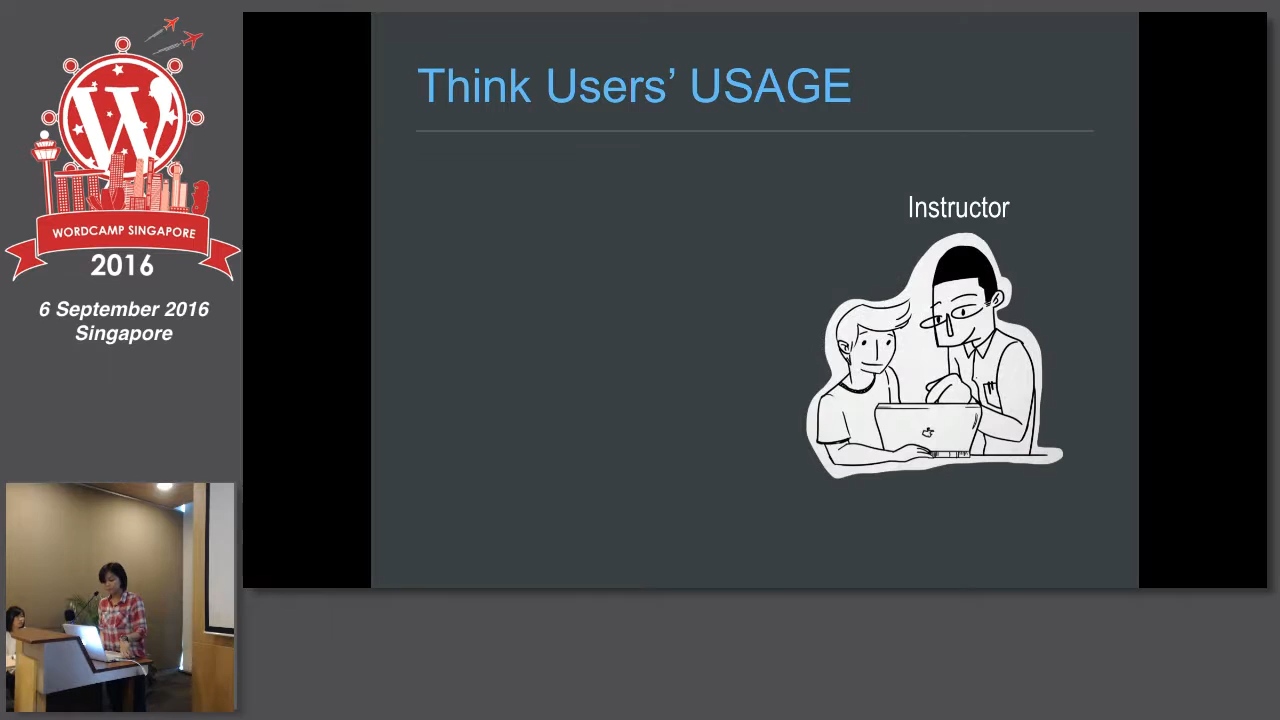 W
WORDCAMP SINGAPORE
2016
6 September 2016
Singapore
Think Users’ USAGE
Instructor